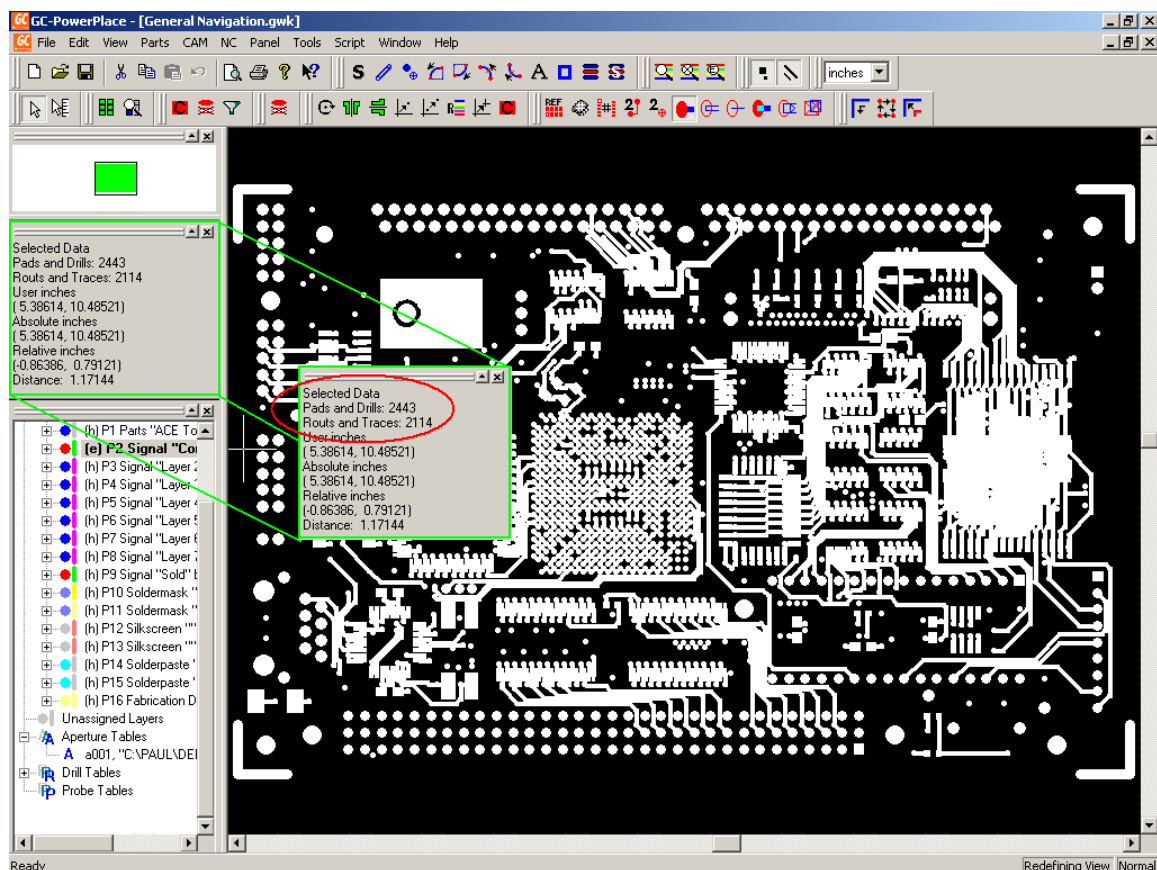 GC-PowerPlace - [General Navigation.gwk]
File Edit View Parts CAM NC Panel Tools Script Window Help
inches
Selected Data
Pads and Drills: 2443
Routs and Traces: 2114
User inches
( 5.38614, 10.48521)
Absolute inches
( 5.38614, 10.48521)
Relative inches
(-0.86386, 0.79121)
Distance: 1.17144
Selected Data
Pads and Drills: 2443
Routs and Traces: 2114
User inches
( 5.38614, 10.48521)
Absolute inches
( 5.38614, 10.48521)
Relative inches
(-0.86386, 0.79121)
Distance: 1.17144
(h) P1 Parts "ACE To
(e) P2 Signal "Co
(h) P3 Signal "Layer 2
(h) P4 Signal "Layer
(h) P5 Signal "Layer
(h) P6 Signal "Layer
(h) P7 Signal "Layer
(h) P8 Signal "Layer 7
(h) P9 Signal "Sold"
(h) P10 Soldermask "
(h) P11 Soldermask "
(h) P12 Silkscreen ""
(h) P13 Silkscreen ""
(h) P14 Solderpaste '
(h) P15 Solderpaste '
(h) P16 Fabrication D
Unassigned Layers
Aperture Tables
A a001, "C:\PAUL\DEI
Drill Tables
Probe Tables
Ready
Redefining View Normal